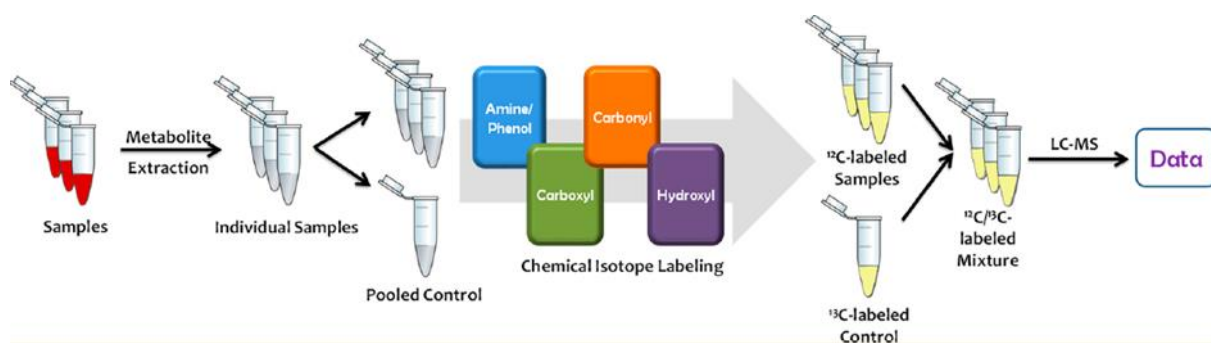 Samples
Metabolite
Extraction
Individual Samples
Pooled Control
Amine/
Phenol
Carboxyl
Carbonyl
Hydroxyl
Chemical Isotope Labeling
¹²C-labeled
Samples
¹³C-labeled
Control
¹²C/¹³C-
labeled
Mixture
LC-MS
Data